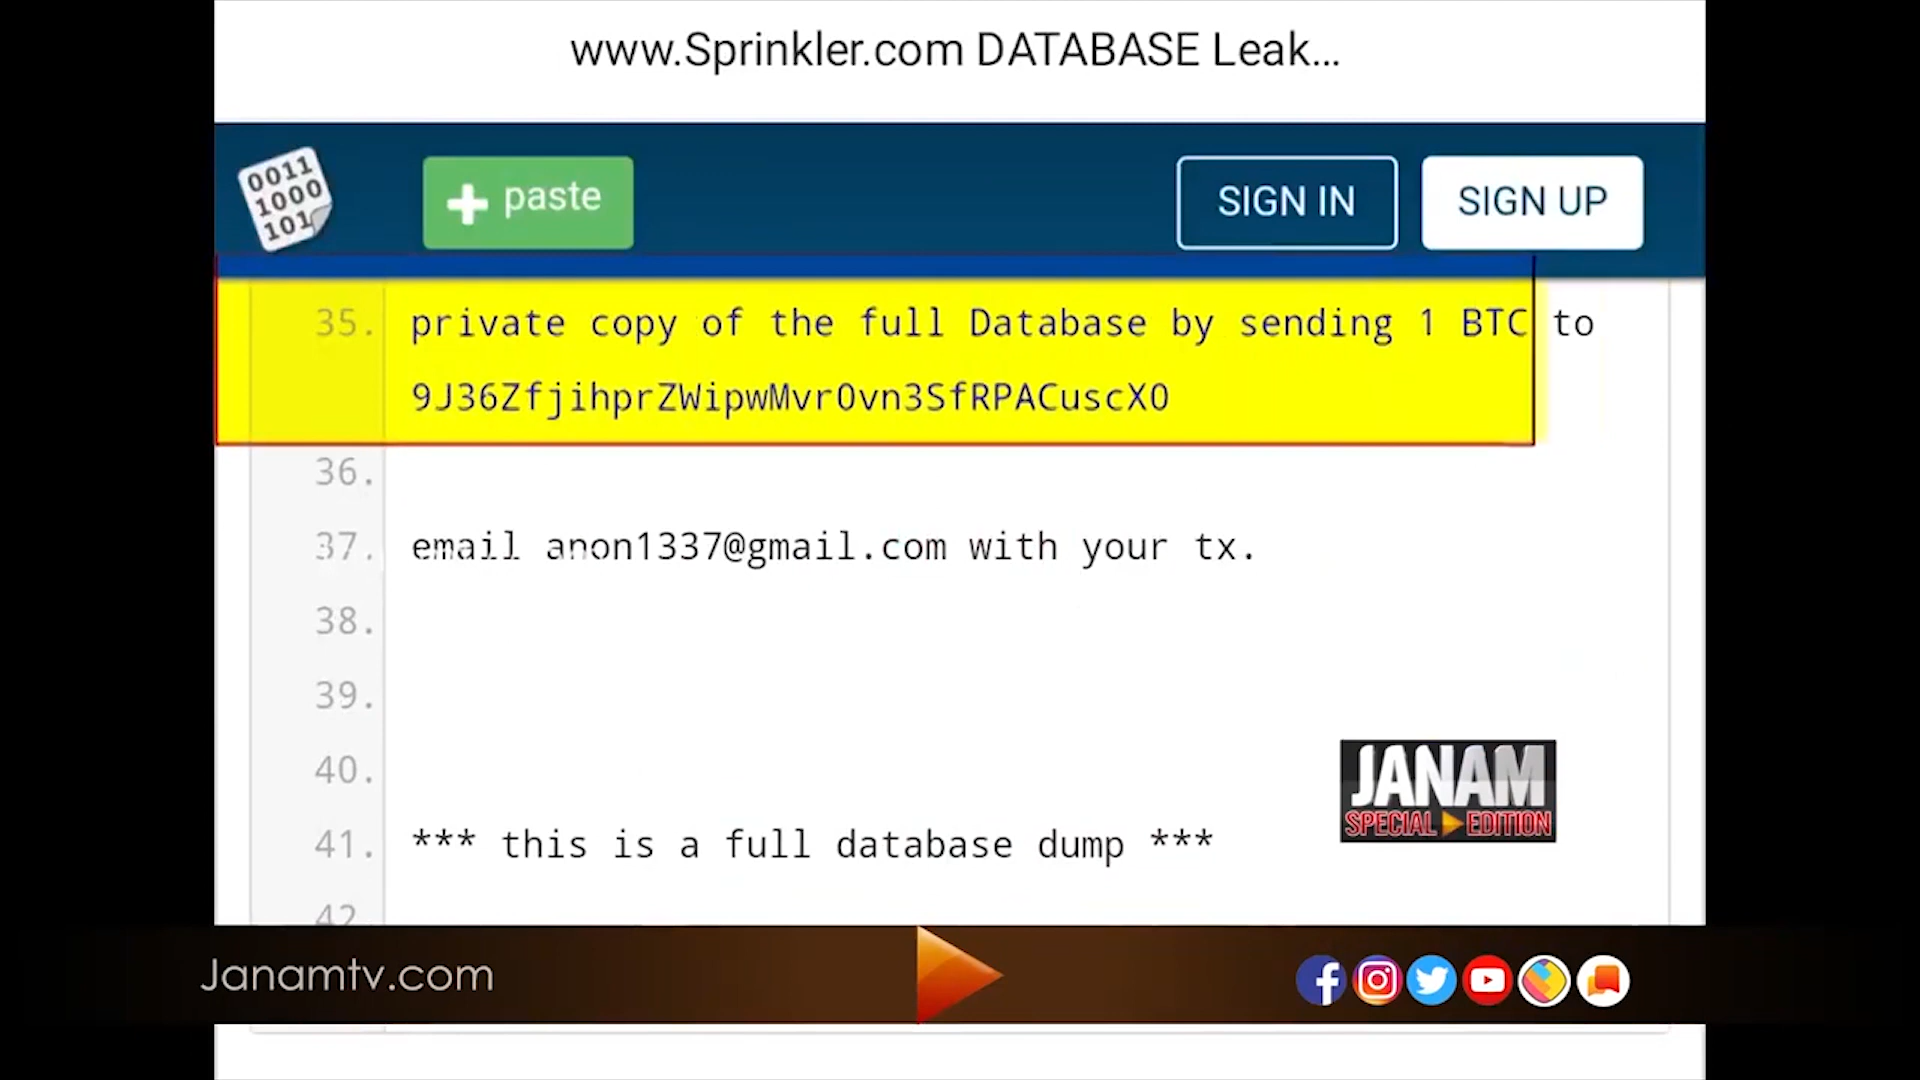 www.Sprinkler.com DATABASE Leak...
0011
1000
101
+ paste
SIGN IN
SIGN UP
35. private copy of the full Database by sending 1 BTC to
9J36ZfjihprZWipwMvr0vn3SfRPACuscX0
36.
37. email anon1337@gmail.com with your tx.
38.
39.
40.
41. *** this is a full database dump ***
42
JANAM
SPECIAL EDITION
Janamtv.com